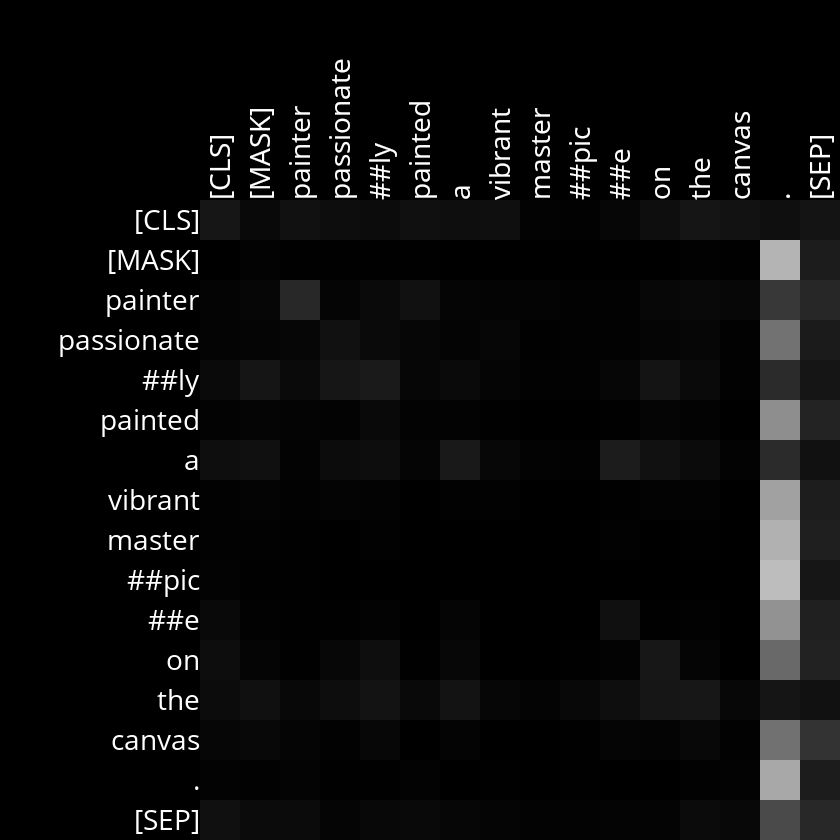 [CLS] [MASK] painter passionate ##ly painted a vibrant master ##pic ##e on the canvas . [SEP]
[CLS]
[MASK]
painter
passionate
##ly
painted
a
vibrant
master
##pic
##e
on
the
canvas
.
[SEP]